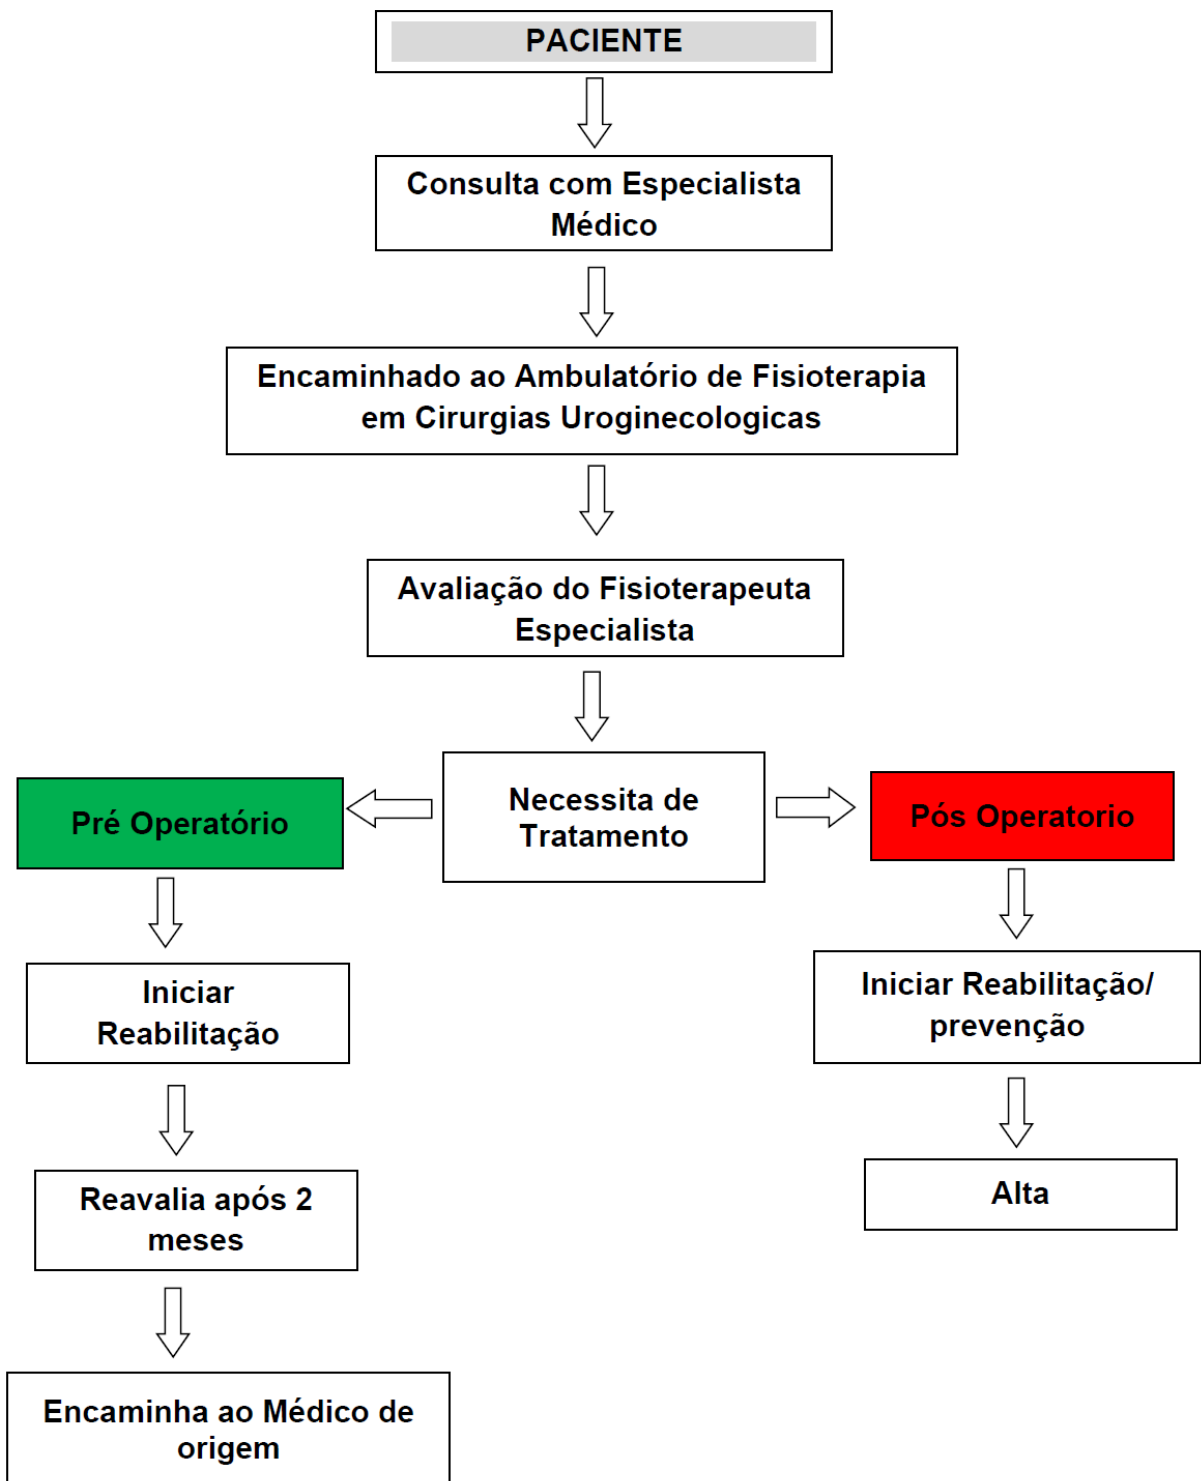 PACIENTE
Consulta com Especialista
Médico
Encaminhado ao Ambulatório de Fisioterapia
em Cirurgias Uroginecologicas
Avaliação do Fisioterapeuta
Especialista
Necessita de
Tratamento
Pré Operatório
Pós Operatorio
Iniciar
Reabilitação
Iniciar Reabilitação/
prevenção
Reavalia após 2
meses
Alta
Encaminha ao Médico de
origem